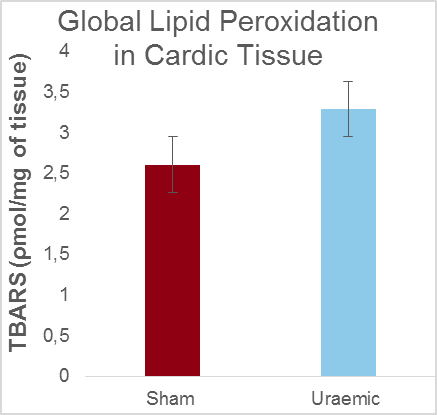 Global Lipid Peroxidation
in Cardic Tissue
TBARS (ρmol/mg of tissue)
4
3,5
3
2,5
2
1,5
1
0,5
0
Sham
Uraemic